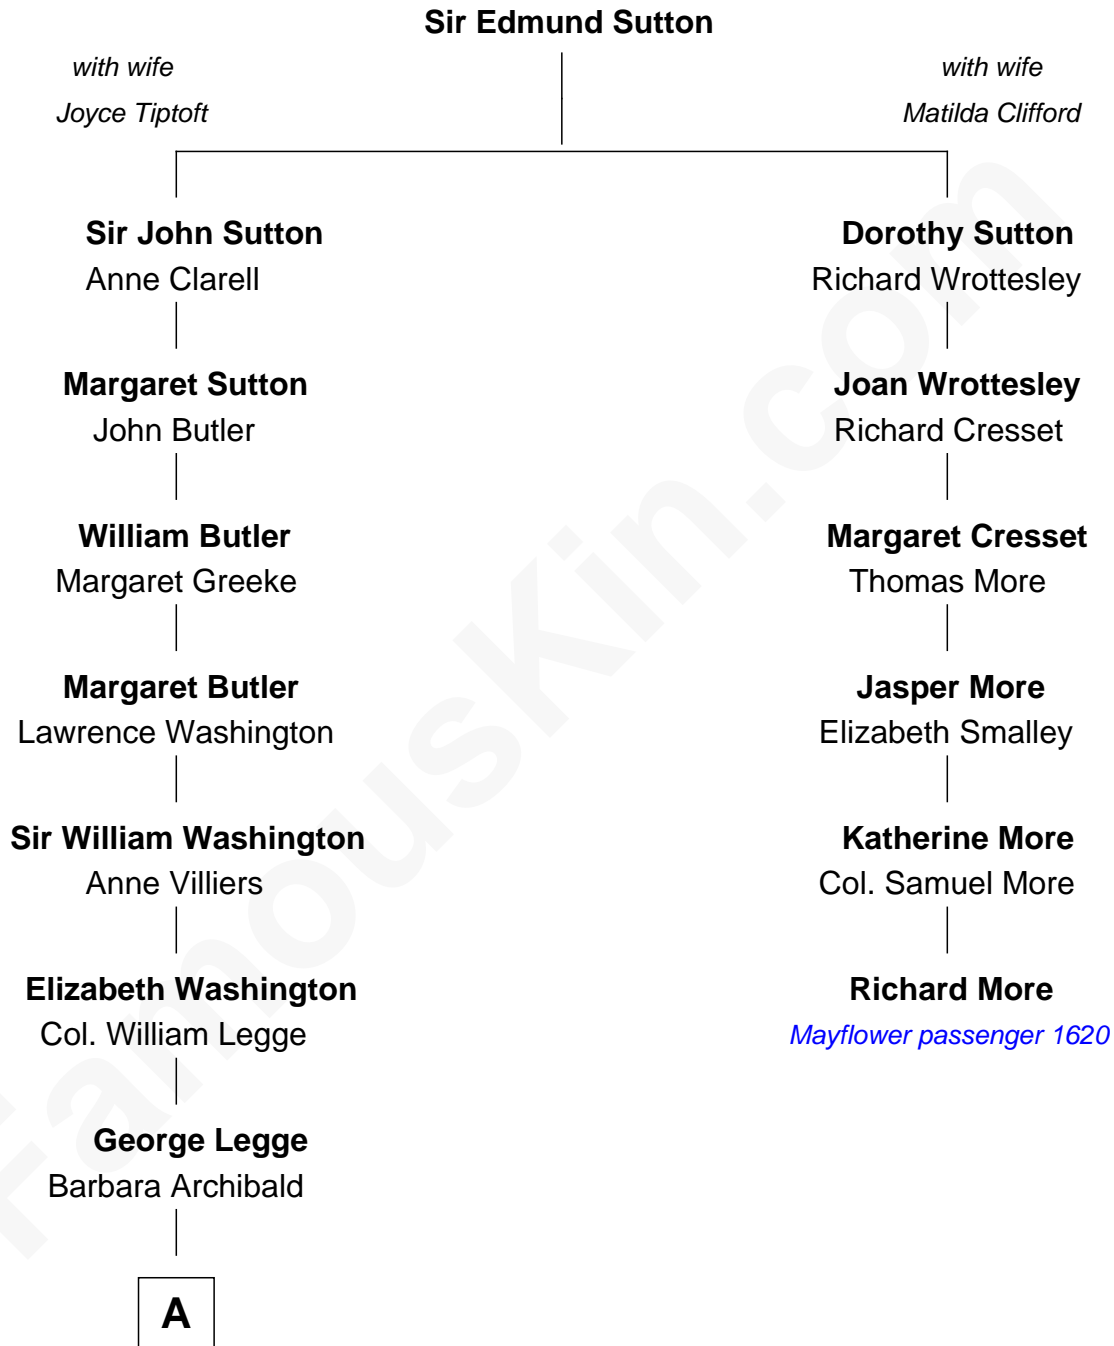 Sir Edmund Sutton
with wife
Joyce Tiptoft
with wife
Matilda Clifford
Sir John Sutton
Anne Clarell
Dorothy Sutton
Richard Wrottesley
Margaret Sutton
John Butler
Joan Wrottesley
Richard Cresset
William Butler
Margaret Greeke
Margaret Cresset
Thomas More
Margaret Butler
Lawrence Washington
Jasper More
Elizabeth Smalley
Sir William Washington
Anne Villiers
Katherine More
Col. Samuel More
Elizabeth Washington
Col. William Legge
Richard More
Mayflower passenger 1620
George Legge
Barbara Archibald
A
FamousKin.com